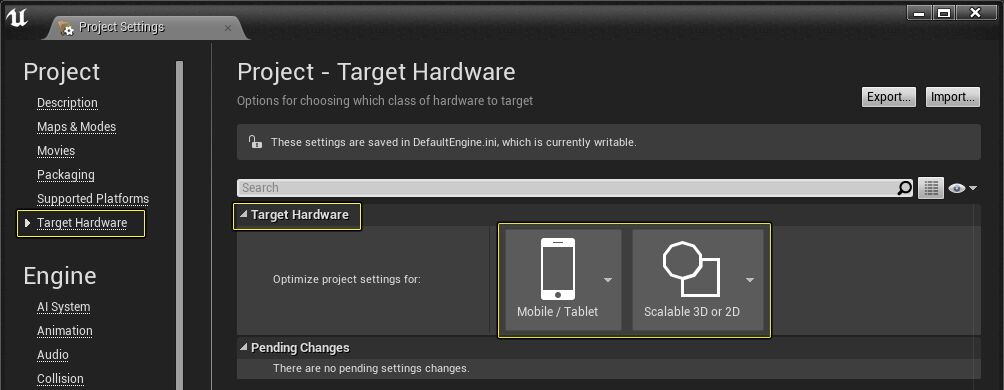 Project Settings
Project
Description
Maps & Modes
Movies
Packaging
Supported Platforms
Target Hardware
Engine
AI System
Animation
Audio
Collision
Project - Target Hardware
Options for choosing which class of hardware to target
Export...
Import...
These settings are saved in DefaultEngine.ini, which is currently writable.
Search
Target Hardware
Optimize project settings for:
Mobile / Tablet
Scalable 3D or 2D
Pending Changes
There are no pending settings changes.